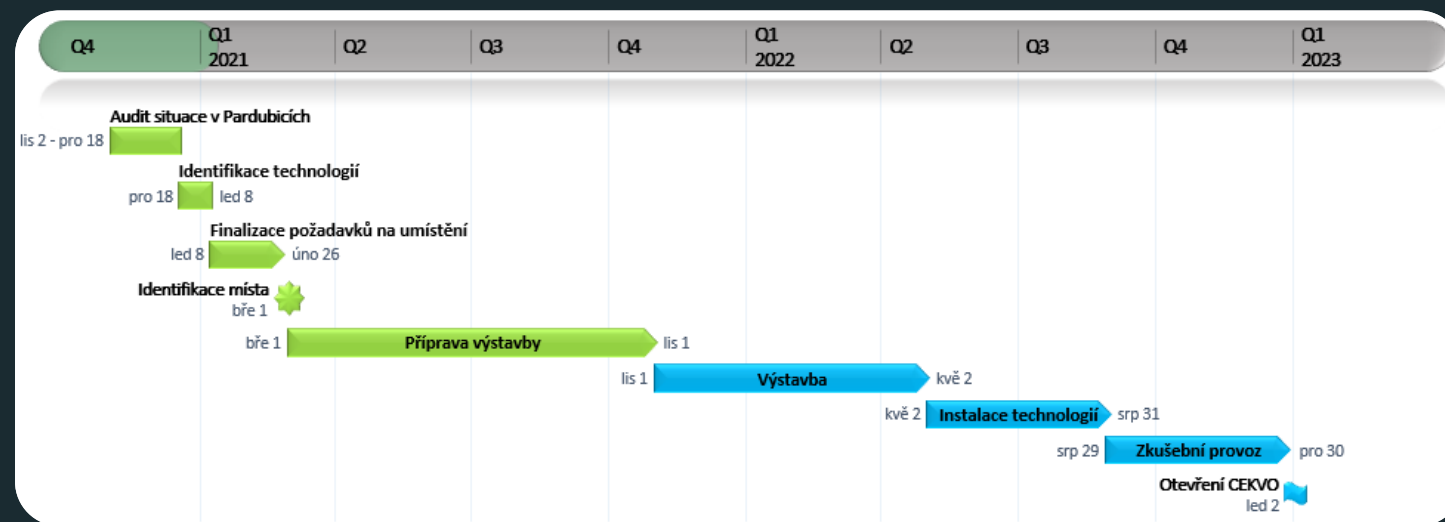 Q4
Q1
2021
Q2
Q3
Q4
Q1
2022
Q2
Q3
Q4
Q1
2023
Audit situace v Pardubicích
lis 2 - pro 18
Identifikace technologií
pro 18
led 8
Finalizace požadavků na umístění
led 8
úno 26
Identifikace místa
bře 1
bře 1
Příprava výstavby
lis 1
lis 1
Výstavba
kvě 2
kvě 2
Instalace technologií
srp 31
srp 29
Zkušební provoz
pro 30
Otevření CEKVO
led 2